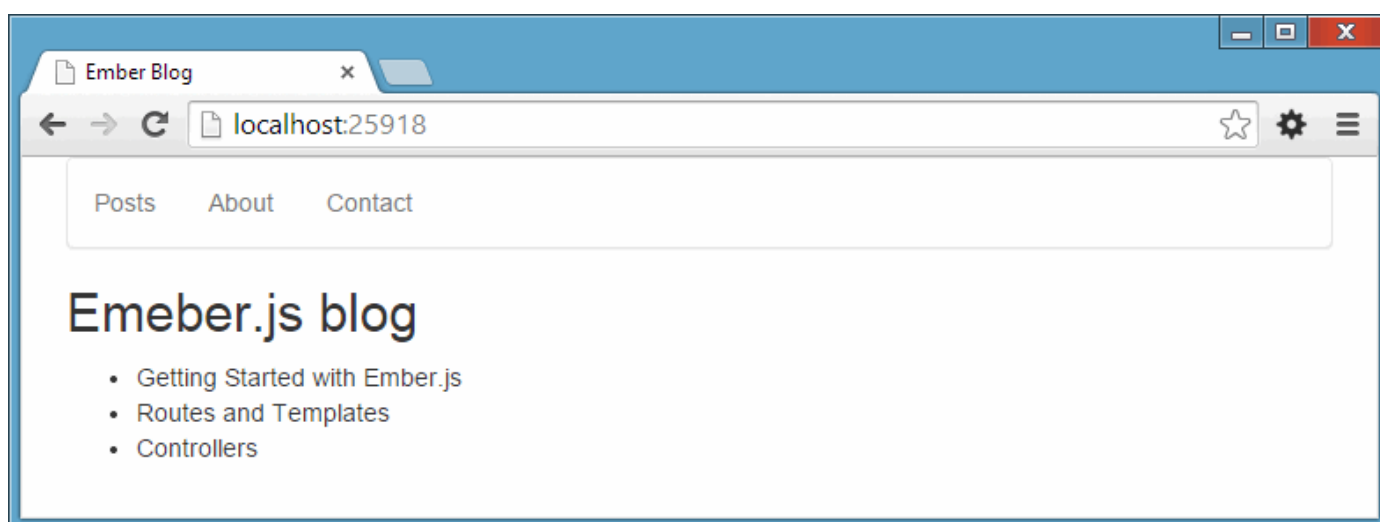 Ember Blog
localhost:25918
Posts About Contact
Emeber.js blog
Getting Started with Ember.js
Routes and Templates
Controllers